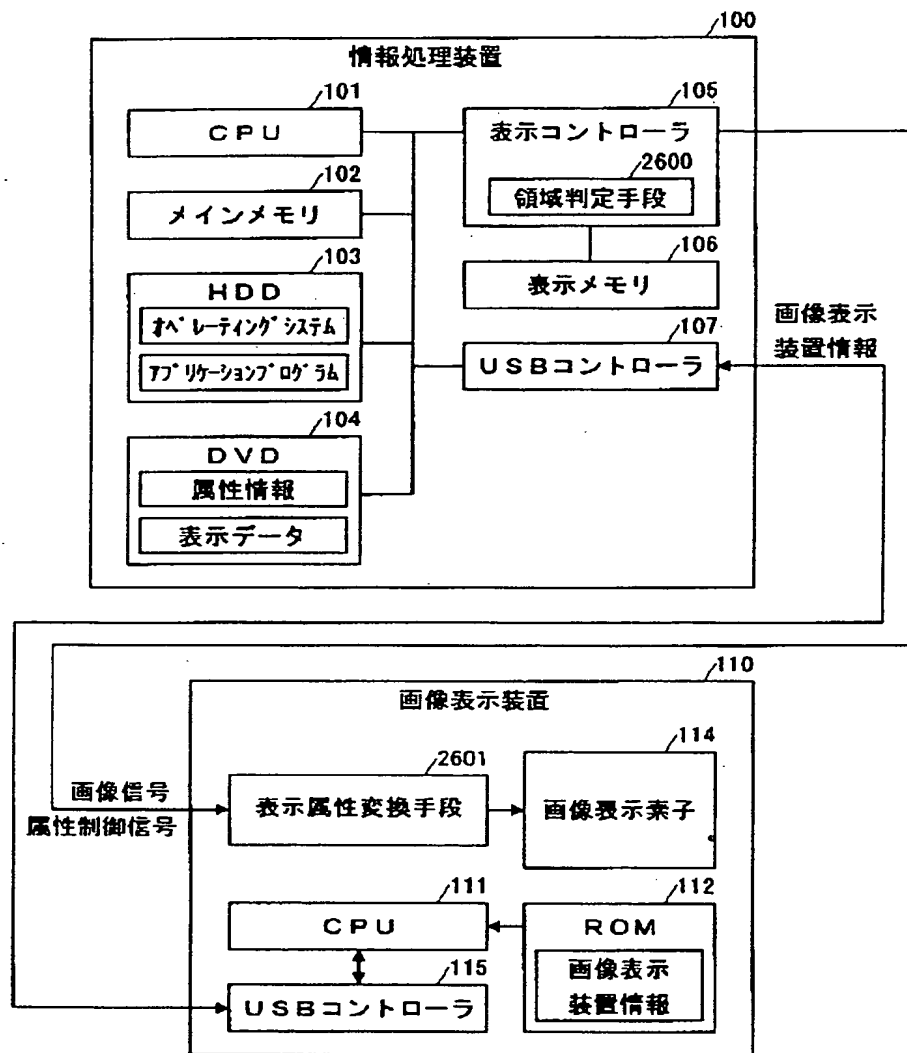 100
情報処理装置
101
CPU
102
メインメモリ
103
HDD
オペレーティングシステム
アプリケーションプログラム
104
DVD
属性情報
表示データ
105
表示コントローラ
2600
領域判定手段
106
表示メモリ
107
USBコントローラ
画像表示
装置情報
110
画像表示装置
画像信号
属性制御信号
2601
表示属性変換手段
114
画像表示素子
111
CPU
115
USBコントローラ
112
ROM
画像表示
装置情報